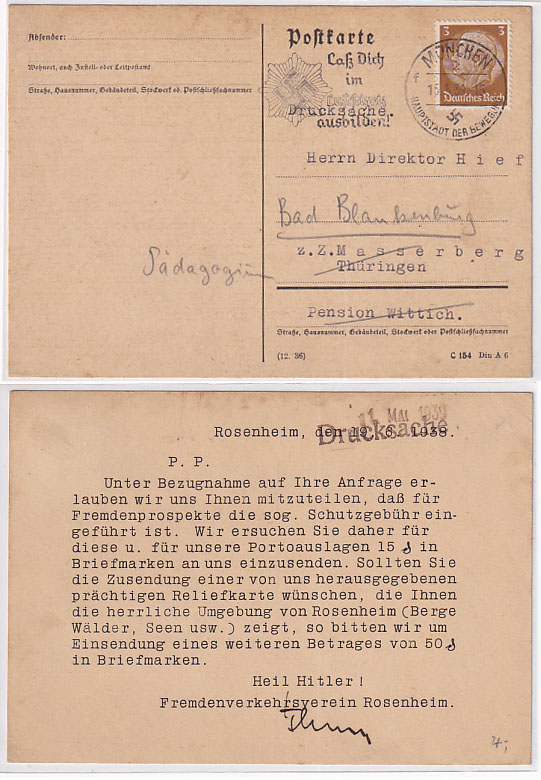 Absender:
Wohnort, auch Zustell- oder Leitpostamt
Straße, Hausnummer, Gebäudeteil, Stockwerk od. Postschließfachnummer
Postkarte
Laß Dich
im
ausbilden!
Drucksache.
3 3
Deutsches Reich
MÜNCHEN
HAUPTSTADT DER BEWEGUNG
Herrn Direktor Hief
Bad Blankenburg
z.Z.Masserberg
Thüringen
Pädagogium
Pension Wittich.
Straße, Hausnummer, Gebäudeteil, Stockwerk oder Postschließfachnummer
(12. 36)
C 154 Din A 6
11. MAI 1939
Rosenheim, den 19. 6. 1938.
Drucksache
P. P.
Unter Bezugnahme auf Ihre Anfrage er-
lauben wir uns Ihnen mitzuteilen, daß für
Fremdenprospekte die sog. Schutzgebühr ein-
geführt ist. Wir ersuchen Sie daher für
diese u. für unsere Portoauslagen 15 ₰ in
Briefmarken an uns einzusenden. Sollten Sie
die Zusendung einer von uns herausgegebenen
prächtigen Reliefkarte wünschen, die Ihnen
die herrliche Umgebung von Rosenheim (Berge
Wälder, Seen usw.) zeigt, so bitten wir um
Einsendung eines weiteren Betrages von 50 ₰
in Briefmarken.
Heil Hitler!
Fremdenverkehrsverein Rosenheim.